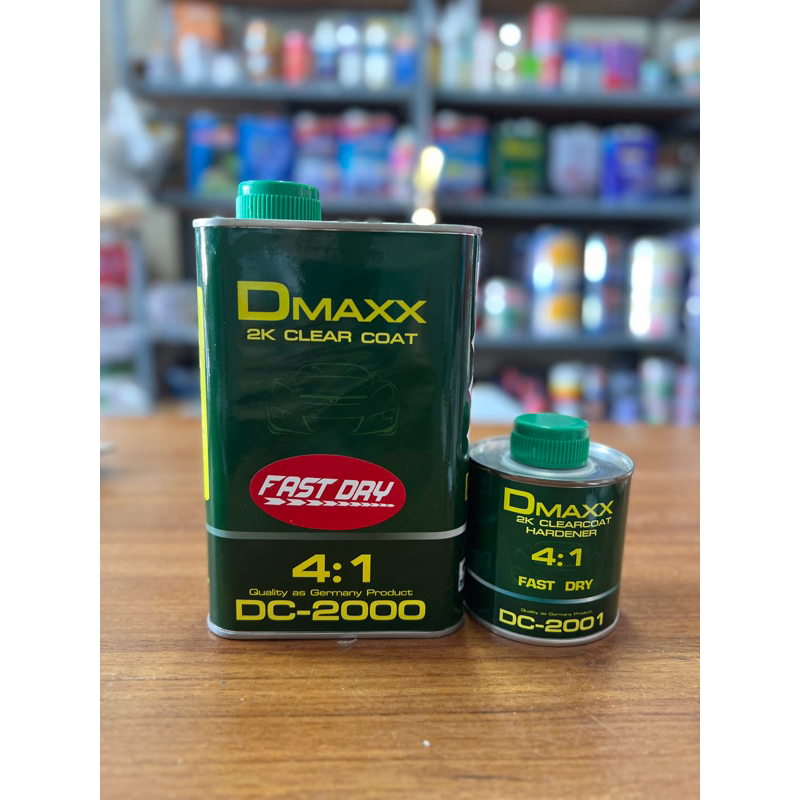 DMAXX
2K CLEAR COAT
FAST DRY
4:1
Quality as Germany Product
DC-2000
DMAXX
2K CLEARCOAT
HARDENER
4:1
FAST DRY
Quality as Germany Product
DC-2001